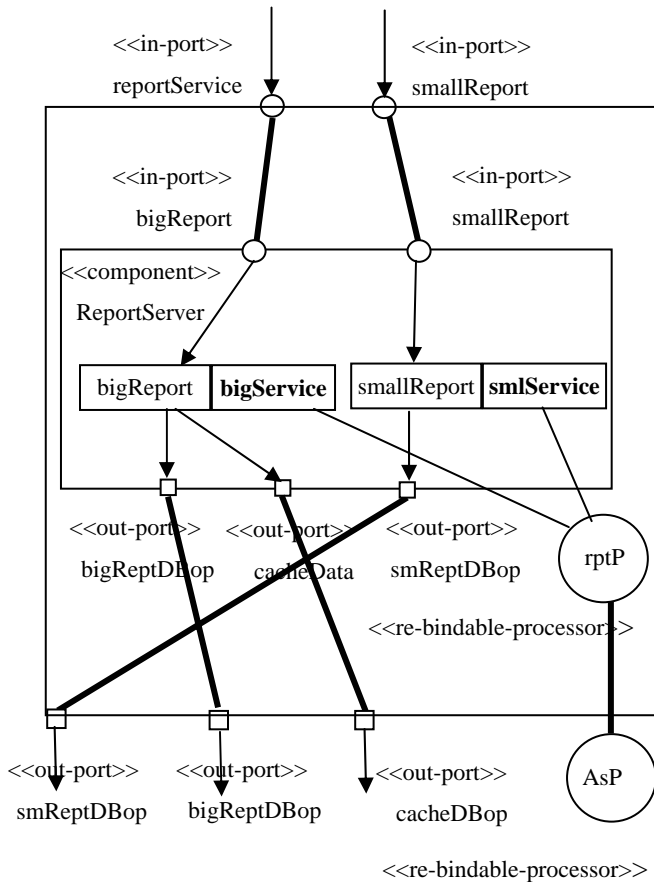 <<in-port>>
reportService
<<in-port>>
smallReport
<<in-port>>
bigReport
<<in-port>>
smallReport
<<component>>
ReportServer
bigReport
bigService
smallReport
smlService
<<out-port>>
bigReptDBop
<<out-port>>
cacheData
<<out-port>>
smReptDBop
rptP
<<re-bindable-processor>>
<<out-port>>
smReptDBop
<<out-port>>
bigReptDBop
<<out-port>>
cacheDBop
AsP
<<re-bindable-processor>>